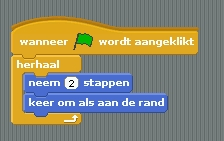 wanneer wordt aangeklikt
herhaal
neem 2 stappen
keer om als aan de rand